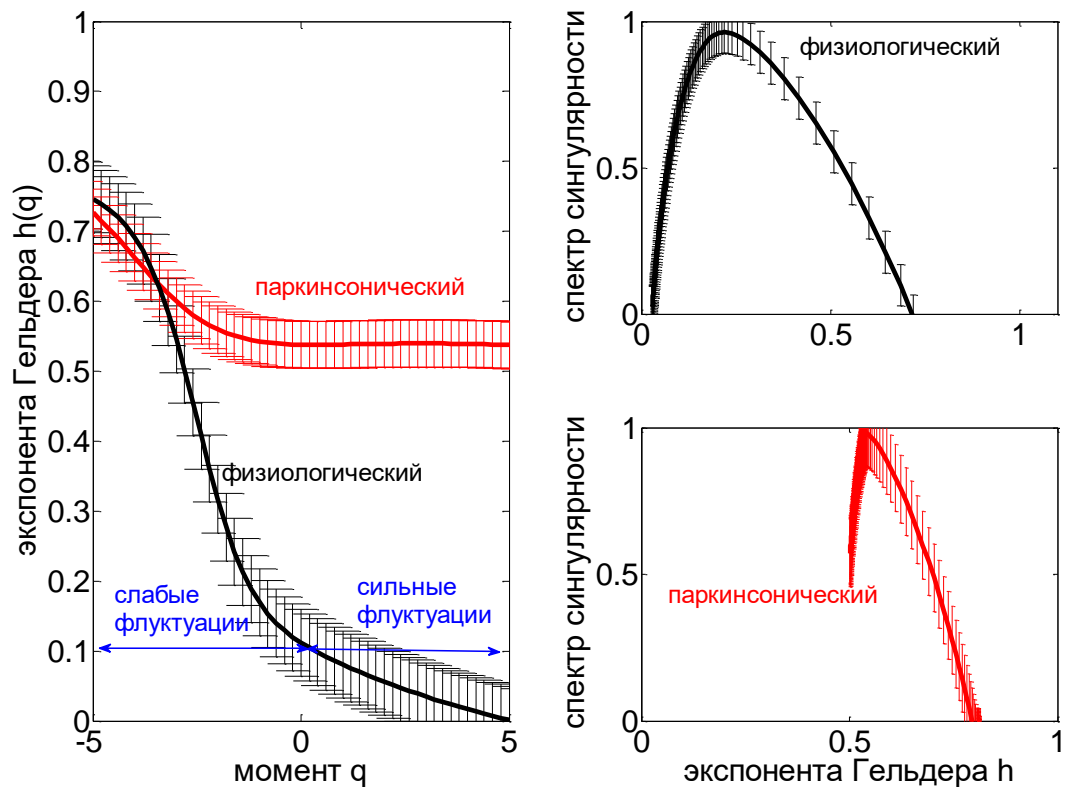 экспонента Гельдера h(q)
1
0.9
0.8
0.7
0.6
0.5
0.4
0.3
0.2
0.1
0
паркинсонический
физиологический
слабые
флуктуации
сильные
флуктуации
-5
0
5
момент q
спектр сингулярности
1
0.5
0
физиологический
0
0.5
1
спектр сингулярности
1
0.5
0
паркинсонический
0
0.5
1
экспонента Гельдера h